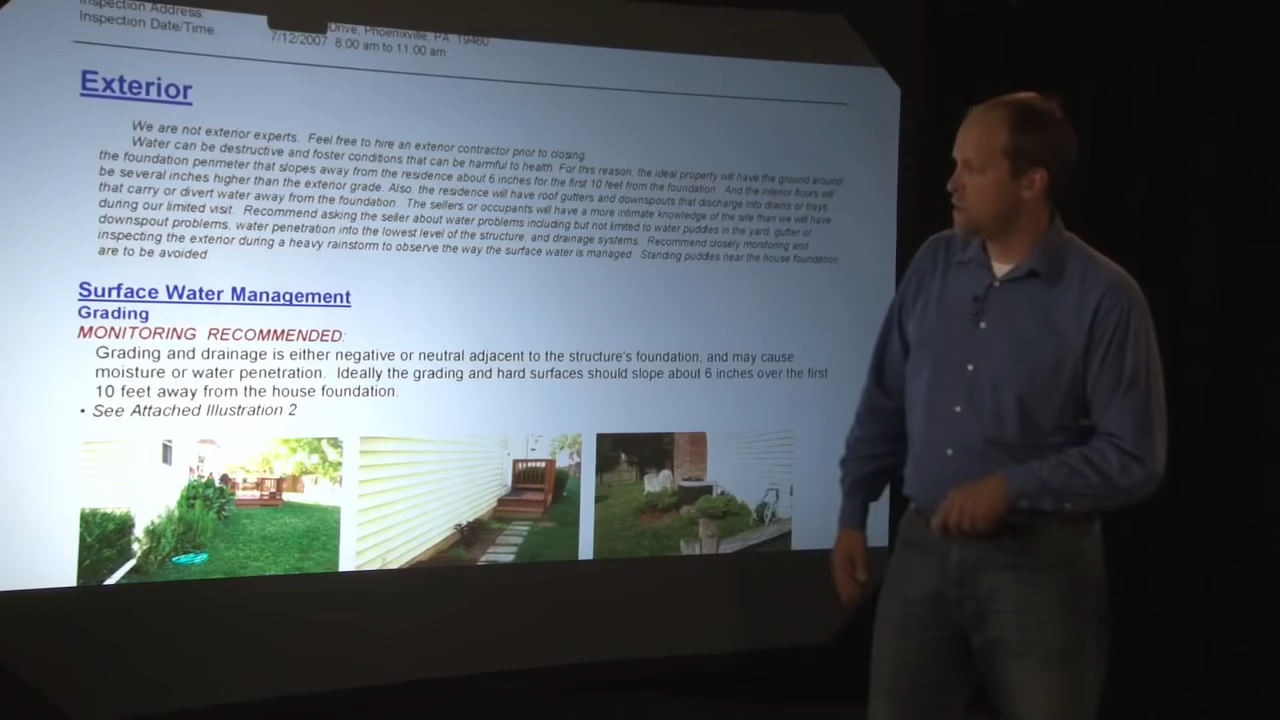 Inspection Address:
Drive, Phoenixville, PA 19460
Inspection Date/Time:
7/12/2007 8:00 am to 11:00 am
Exterior
We are not exterior experts. Feel free to hire an exterior contractor prior to closing
Water can be destructive and foster conditions that can be harmful to health. For this reason, the ideal property will have the ground around
the foundation perimeter that slopes away from the residence about 6 inches for the first 10 feet from the foundation. And the interior floors will
be several inches higher than the exterior grade. Also, the residence will have roof gutters and downspouts that discharge into drains or trays
that carry or divert water away from the foundation. The sellers or occupants will have a more intimate knowledge of the site than we will have
during our limited visit. Recommend asking the seller about water problems including but not limited to water puddles in the yard, gutter or
downspout problems, water penetration into the lowest level of the structure, and drainage systems. Recommend closely monitoring and
inspecting the exterior during a heavy rainstorm to observe the way the surface water is managed. Standing puddles near the house foundation
are to be avoided.
Surface Water Management
Grading
MONITORING RECOMMENDED:
Grading and drainage is either negative or neutral adjacent to the structure's foundation, and may cause
moisture or water penetration. Ideally the grading and hard surfaces should slope about 6 inches over the first
10 feet away from the house foundation.
• See Attached Illustration 2